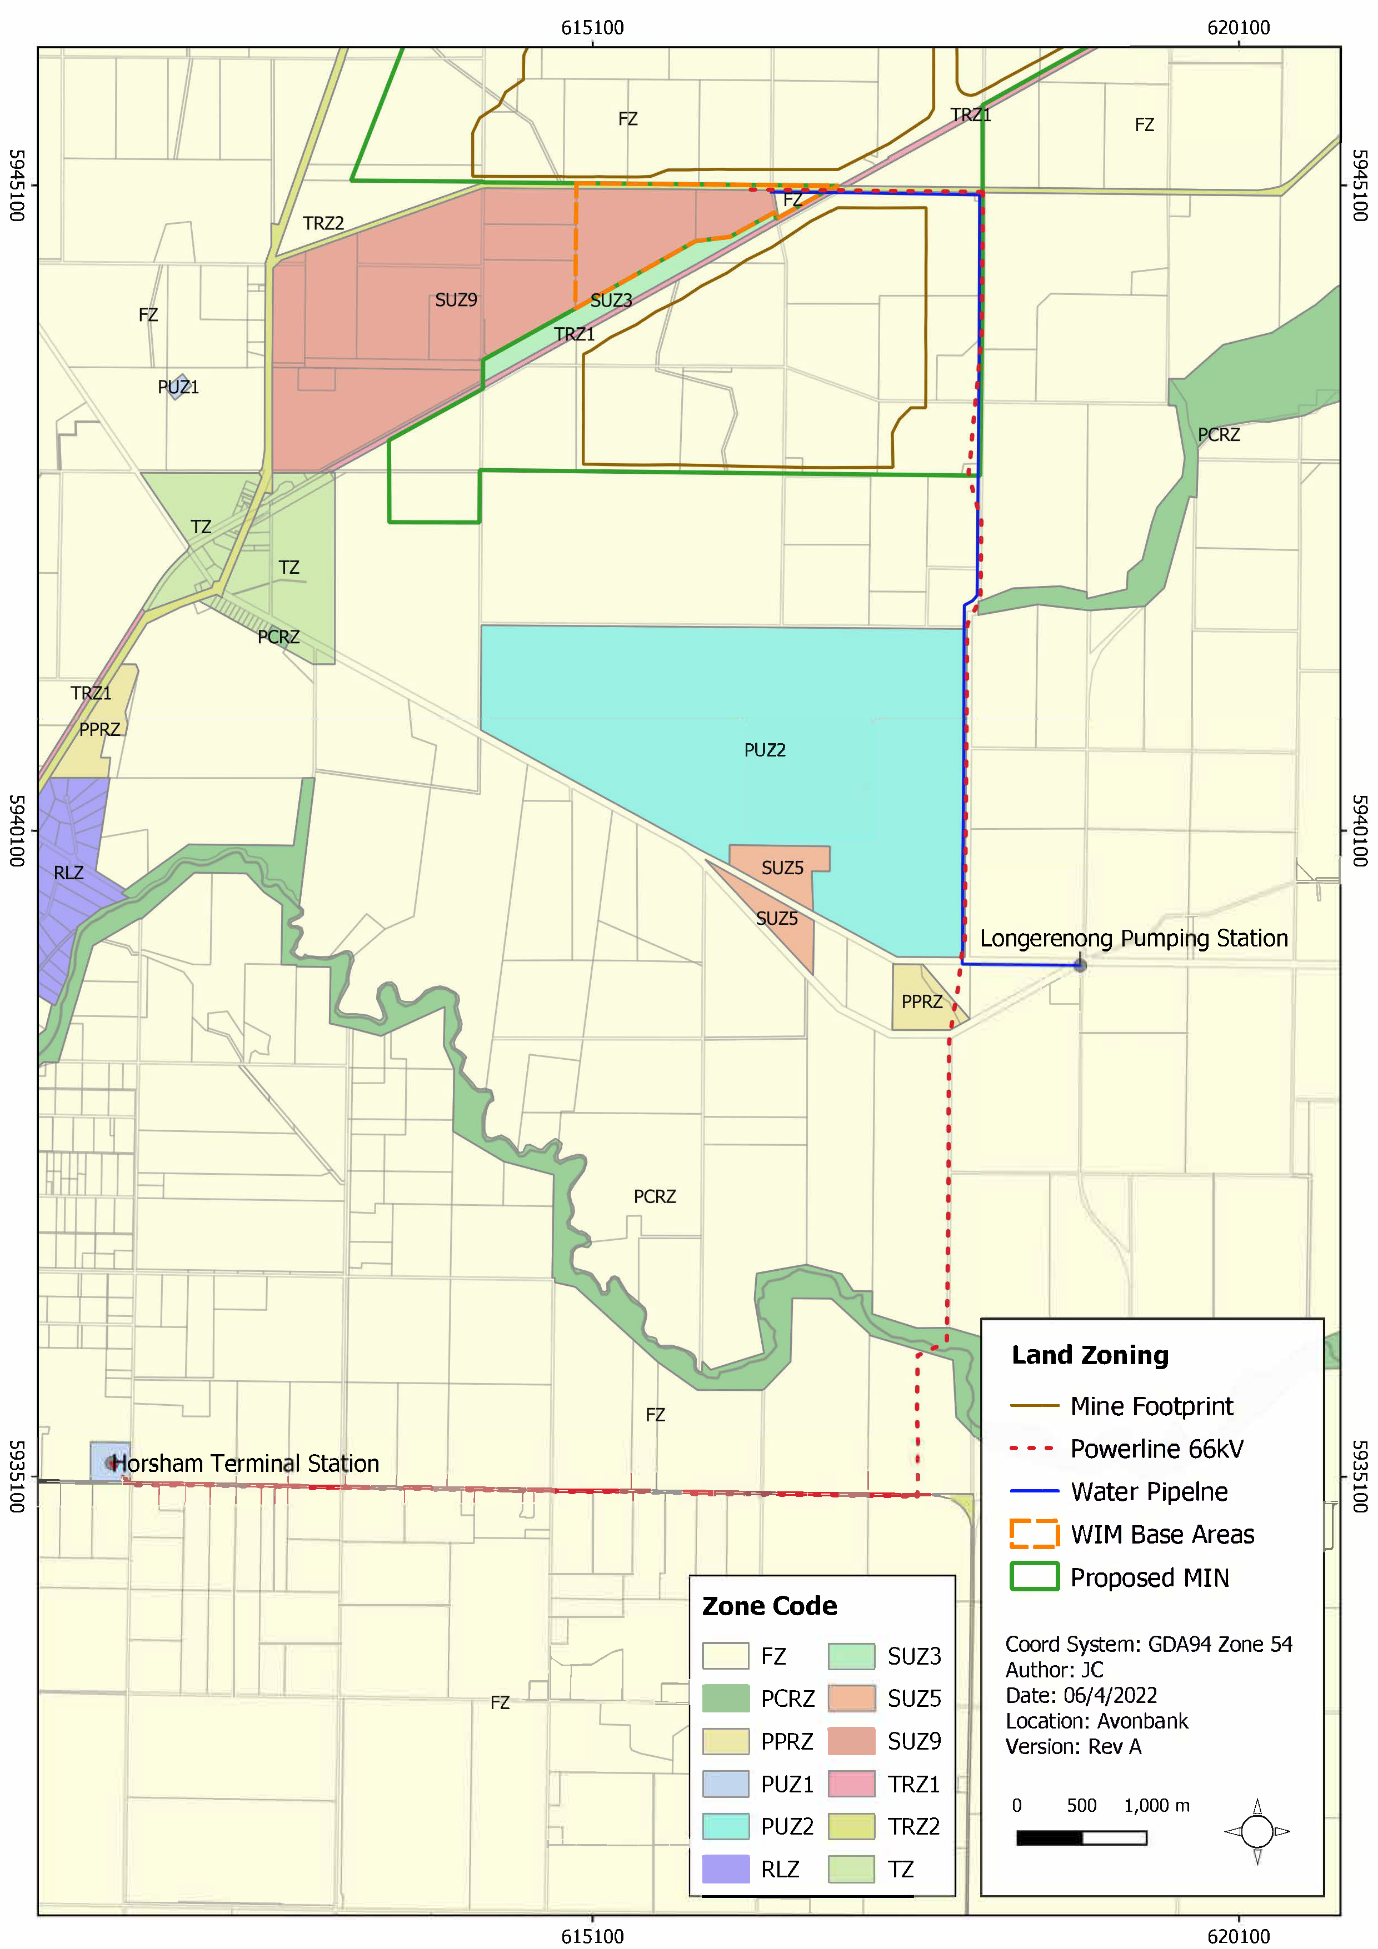 615100
620100
FZ
TRZ1
FZ
5945100
5945100
FZ
TRZ2
SUZ9
SUZ3
FZ
TRZ1
PUZ1
PCRZ
TZ
TZ
PCRZ
TRZ1
PPRZ
PUZ2
5940100
5940100
SUZ5
RLZ
SUZ5
Longerenong Pumping Station
PPRZ
PCRZ
FZ
5935100
5935100
Horsham Terminal Station
FZ
Land Zoning
Mine Footprint
Powerline 66kV
Water Pipelne
WIM Base Areas
Proposed MIN
Coord System: GDA94 Zone 54
Author: JC
Date: 06/4/2022
Location: Avonbank
Version: Rev A
0 500 1,000 m
Zone Code
FZ
PCRZ
PPRZ
PUZ1
PUZ2
RLZ
SUZ3
SUZ5
SUZ9
TRZ1
TRZ2
TZ
615100
620100